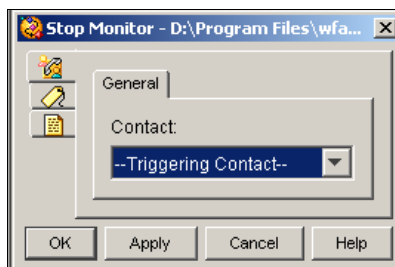 Stop Monitor - D:\Program Files\wfa...
General
Contact:
--Triggering Contact--
OK
Apply
Cancel
Help